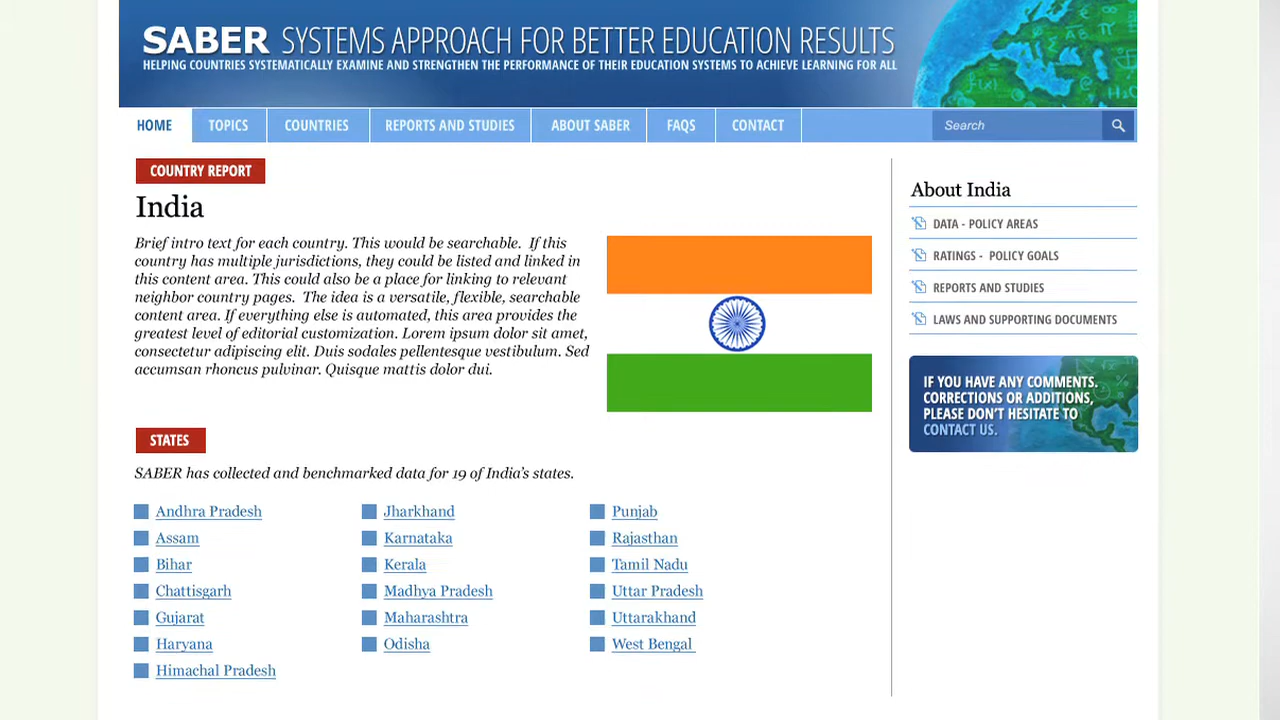 SABER SYSTEMS APPROACH FOR BETTER EDUCATION RESULTS
HELPING COUNTRIES SYSTEMATICALLY EXAMINE AND STRENGTHEN THE PERFORMANCE OF THEIR EDUCATION SYSTEMS TO ACHIEVE LEARNING FOR ALL
HOME TOPICS COUNTRIES REPORTS AND STUDIES ABOUT SABER FAQS CONTACT Search
COUNTRY REPORT
India
Brief intro text for each country. This would be searchable. If this
country has multiple jurisdictions, they could be listed and linked in
this content area. This could also be a place for linking to relevant
neighbor country pages. The idea is a versatile, flexible, searchable
content area. If everything else is automated, this area provides the
greatest level of editorial customization. Lorem ipsum dolor sit amet,
consectetur adipiscing elit. Duis sodales pellentesque vestibulum. Sed
accumsan rhoncus pulvinar. Quisque mattis dolor dui.
STATES
SABER has collected and benchmarked data for 19 of India's states.
Andhra Pradesh
Assam
Bihar
Chattisgarh
Gujarat
Haryana
Himachal Pradesh
Jharkhand
Karnataka
Kerala
Madhya Pradesh
Maharashtra
Odisha
Punjab
Rajasthan
Tamil Nadu
Uttar Pradesh
Uttarakhand
West Bengal
About India
DATA - POLICY AREAS
RATINGS - POLICY GOALS
REPORTS AND STUDIES
LAWS AND SUPPORTING DOCUMENTS
IF YOU HAVE ANY COMMENTS.
CORRECTIONS OR ADDITIONS,
PLEASE DON'T HESITATE TO
CONTACT US.